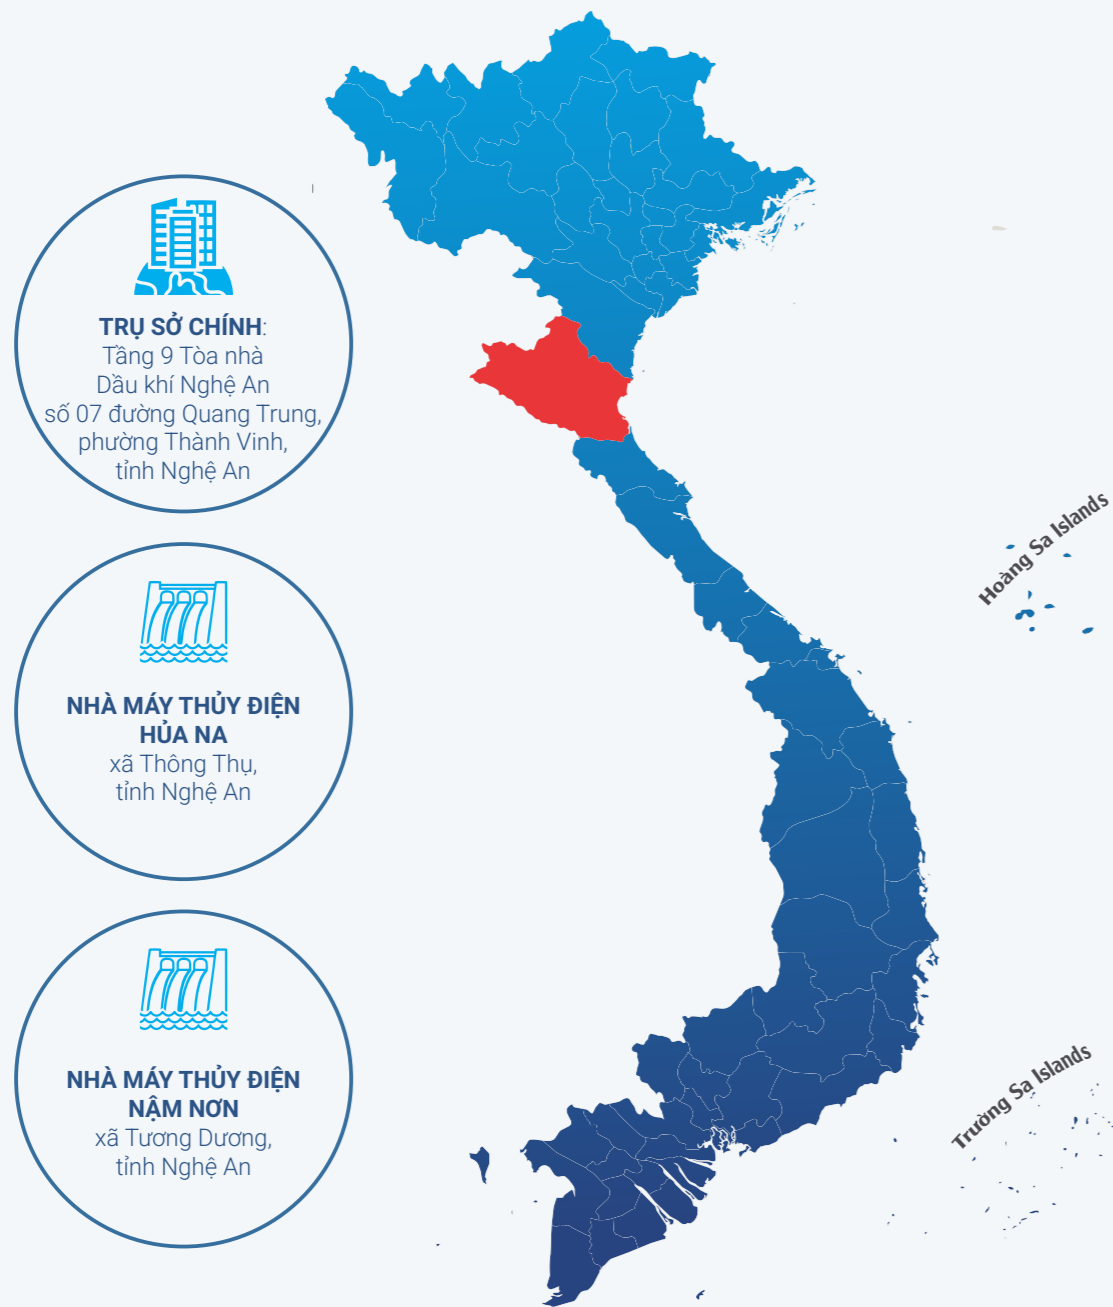 TRỤ SỞ CHÍNH:
Tầng 9 Tòa nhà
Dầu khí Nghệ An
số 07 đường Quang Trung,
phường Thành Vinh,
tỉnh Nghệ An
NHÀ MÁY THỦY ĐIỆN
HỦA NA
xã Thông Thụ,
tỉnh Nghệ An
NHÀ MÁY THỦY ĐIỆN
NẬM NƠN
xã Tương Dương,
tỉnh Nghệ An
Hoàng Sa Islands
Trường Sa Islands